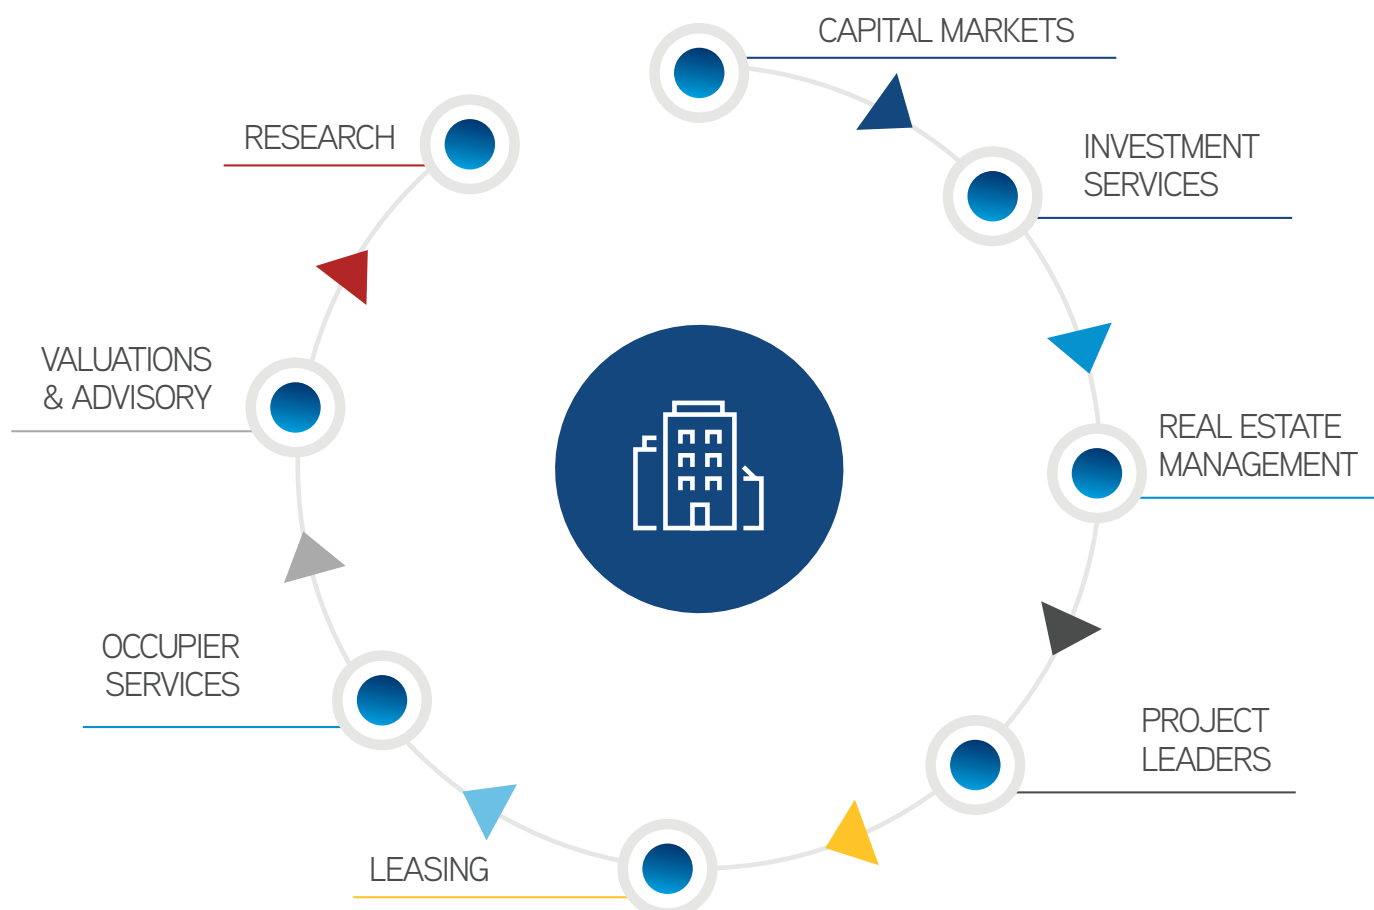 CAPITAL MARKETS
INVESTMENT
SERVICES
REAL ESTATE
MANAGEMENT
PROJECT
LEADERS
LEASING
OCCUPIER
SERVICES
VALUATIONS
& ADVISORY
RESEARCH